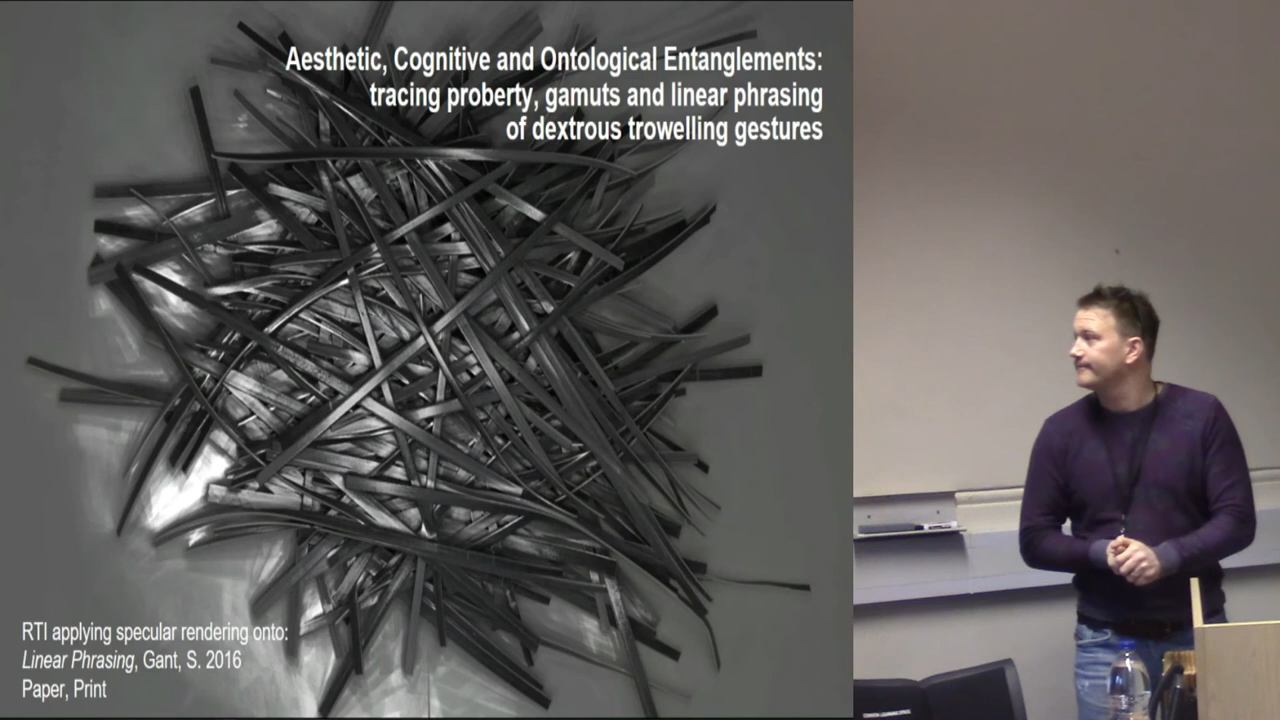 Aesthetic, Cognitive and Ontological Entanglements:
tracing proberty, gamuts and linear phrasing
of dextrous trowelling gestures
RTI applying specular rendering onto:
Linear Phrasing, Gant, S. 2016
Paper, Print